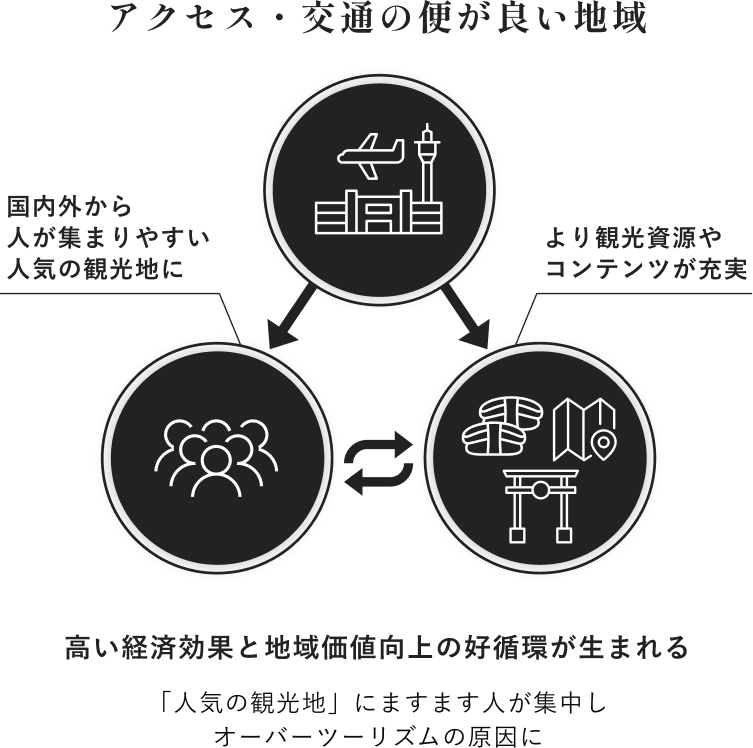 アクセス・交通の便が良い地域
国内外から
人が集まりやすい
人気の観光地に
より観光資源や
コンテンツが充実
高い経済効果と地域価値向上の好循環が生まれる
「人気の観光地」にますます人が集中し
オーバーツーリズムの原因に